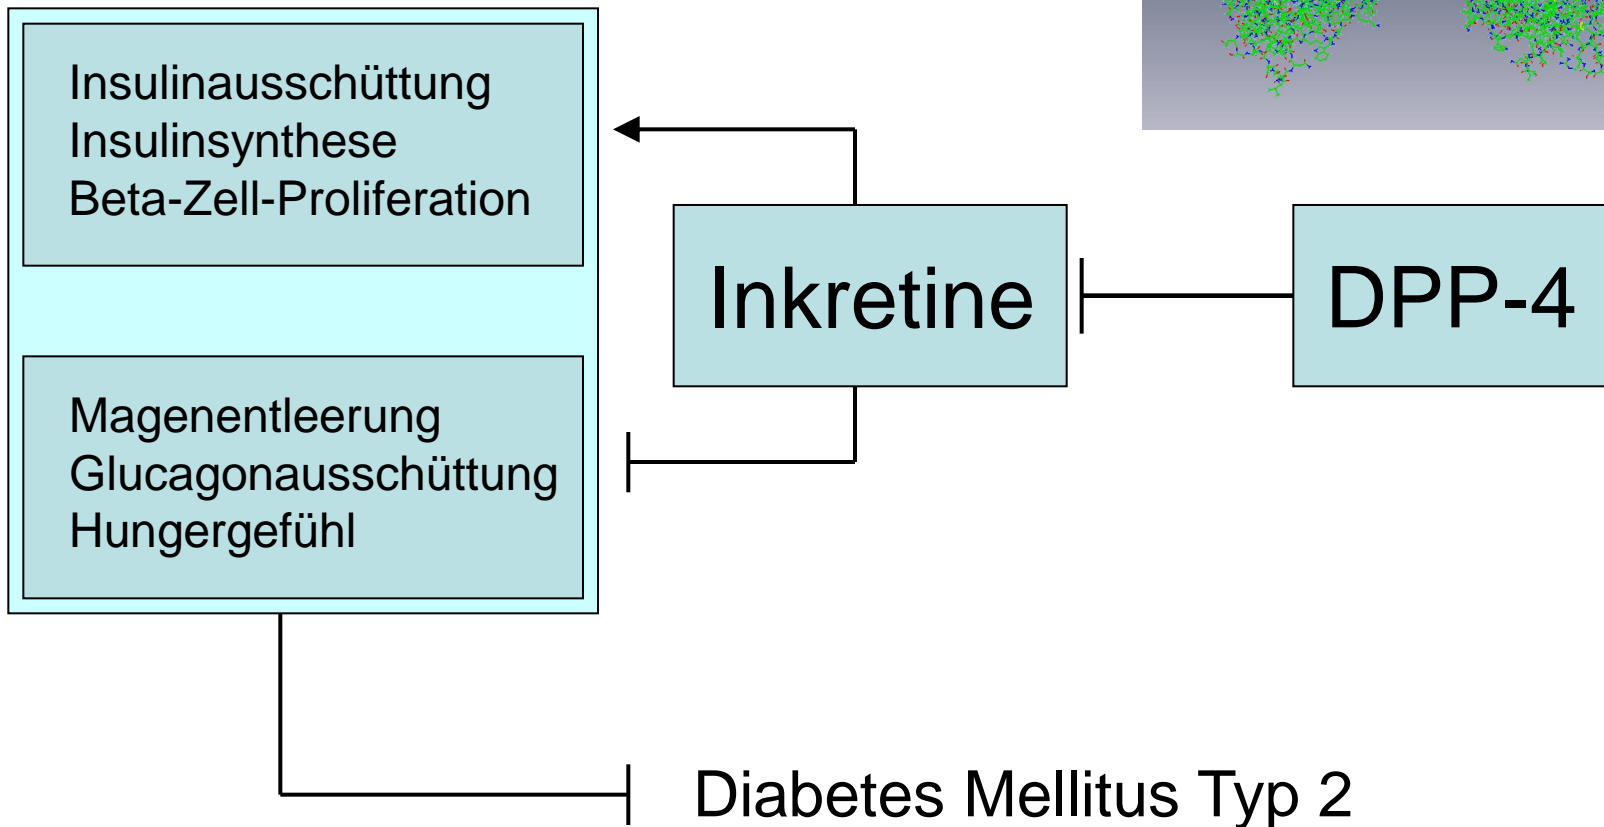 Insulinausschüttung
Insulinsynthese
Beta-Zell-Proliferation
Inkretine
DPP-4
Magenentleerung
Glucagonausschüttung
Hungergefühl
Diabetes Mellitus Typ 2